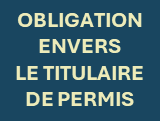 OBLIGATION
ENVERS
LE TITULAIRE
DE PERMIS